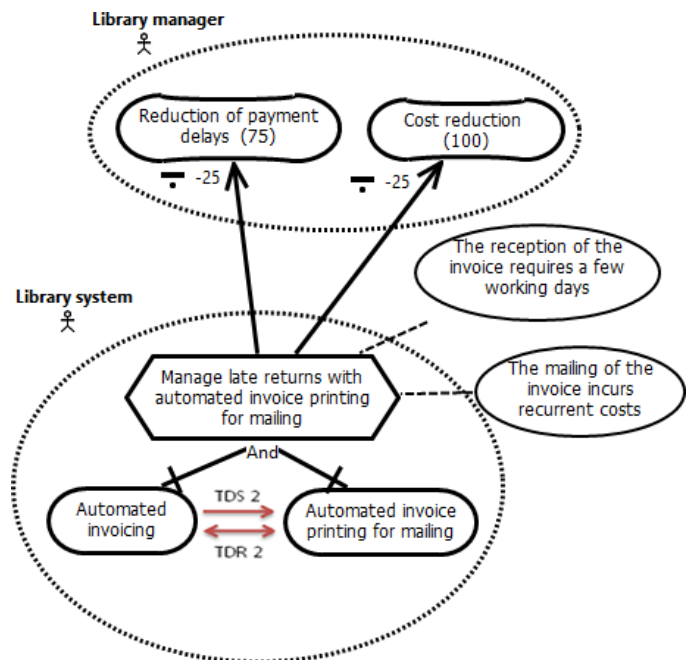 Library manager
Reduction of payment
delays (75)
Cost reduction
(100)
-25
-25
The reception of the
invoice requires a few
working days
Library system
Manage late returns with
automated invoice printing
for mailing
The mailing of the
invoice incurs
recurrent costs
And
Automated
invoicing
TDS 2
TDR 2
Automated invoice
printing for mailing